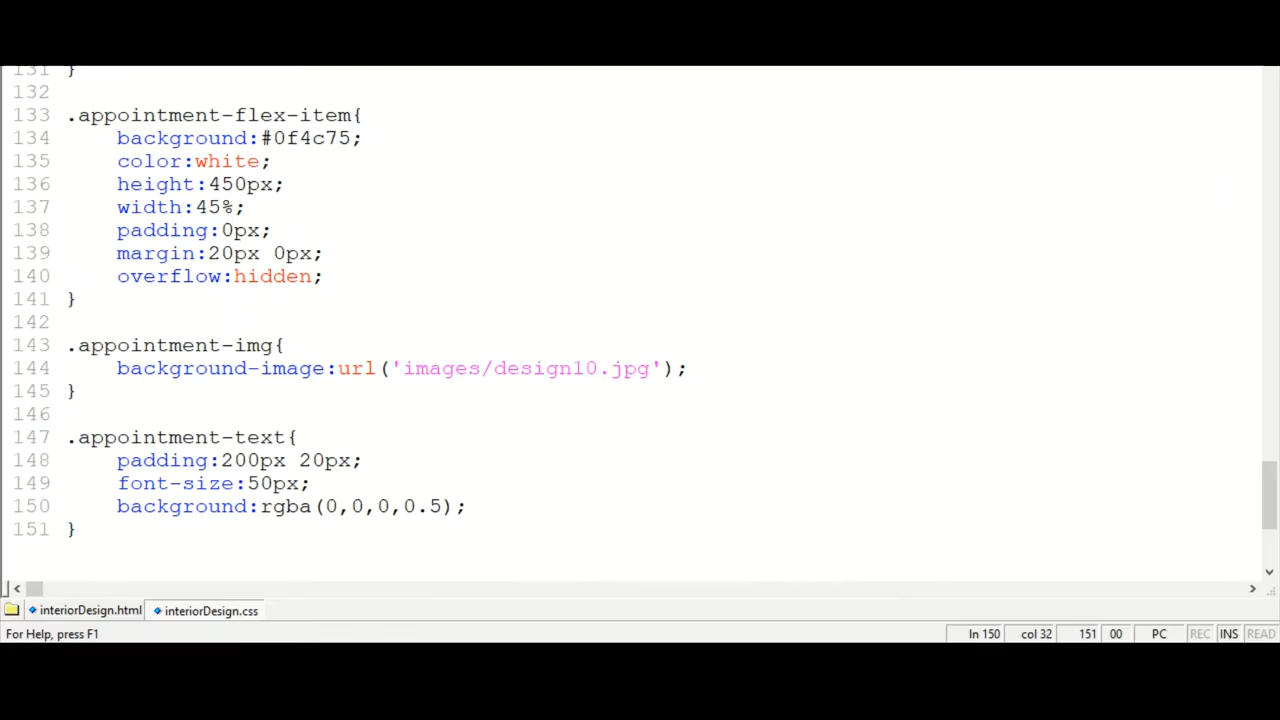 131 }
132
133 .appointment-flex-item{
134 background:#0f4c75;
135 color:white;
136 height:450px;
137 width:45%;
138 padding:0px;
139 margin:20px 0px;
140 overflow:hidden;
141 }
142
143 .appointment-img{
144 background-image:url('images/design10.jpg');
145 }
146
147 .appointment-text{
148 padding:200px 20px;
149 font-size:50px;
150 background:rgba(0,0,0,0.5);
151 }
interiorDesign.html interiorDesign.css
For Help, press F1 ln 150 col 32 151 00 PC REC INS READ